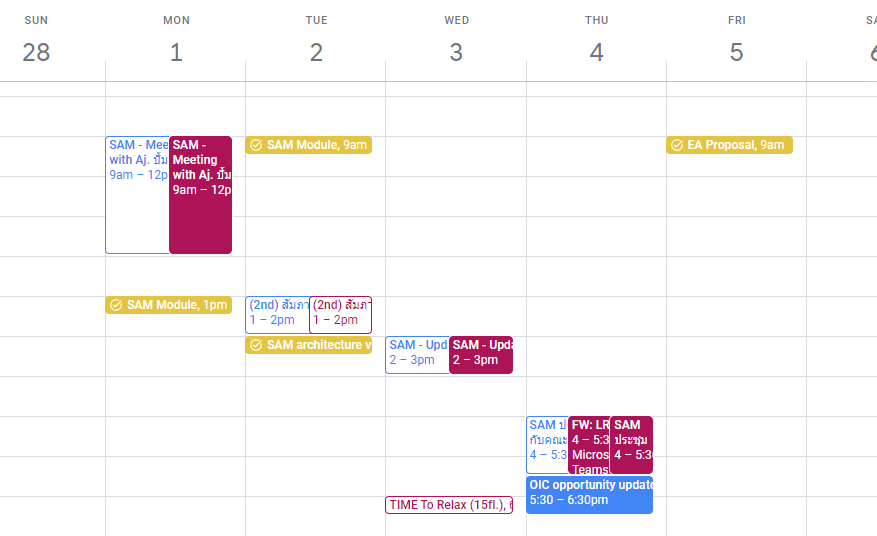 SUN
MON
TUE
WED
THU
FRI
28
1
2
3
4
5
SAM - Mee
with Aj. ปั้ม
9am – 12p
SAM -
Meeting
with Aj. ปั้ม
9am – 12p
SAM Module, 9am
EA Proposal, 9am
SAM Module, 1pm
(2nd) สัมภา
1 – 2pm
(2nd) สัมภา
1 – 2pm
SAM architecture
SAM - Upd
2 – 3pm
SAM - Upda
2 – 3pm
SAM ป
กับคณะ
4 – 5:3
FW: LR
4 – 5:3
Micros
Teams
SAM
ประชุม
4 – 5:30
OIC opportunity update
5:30 – 6:30pm
TIME To Relax (15fl.),